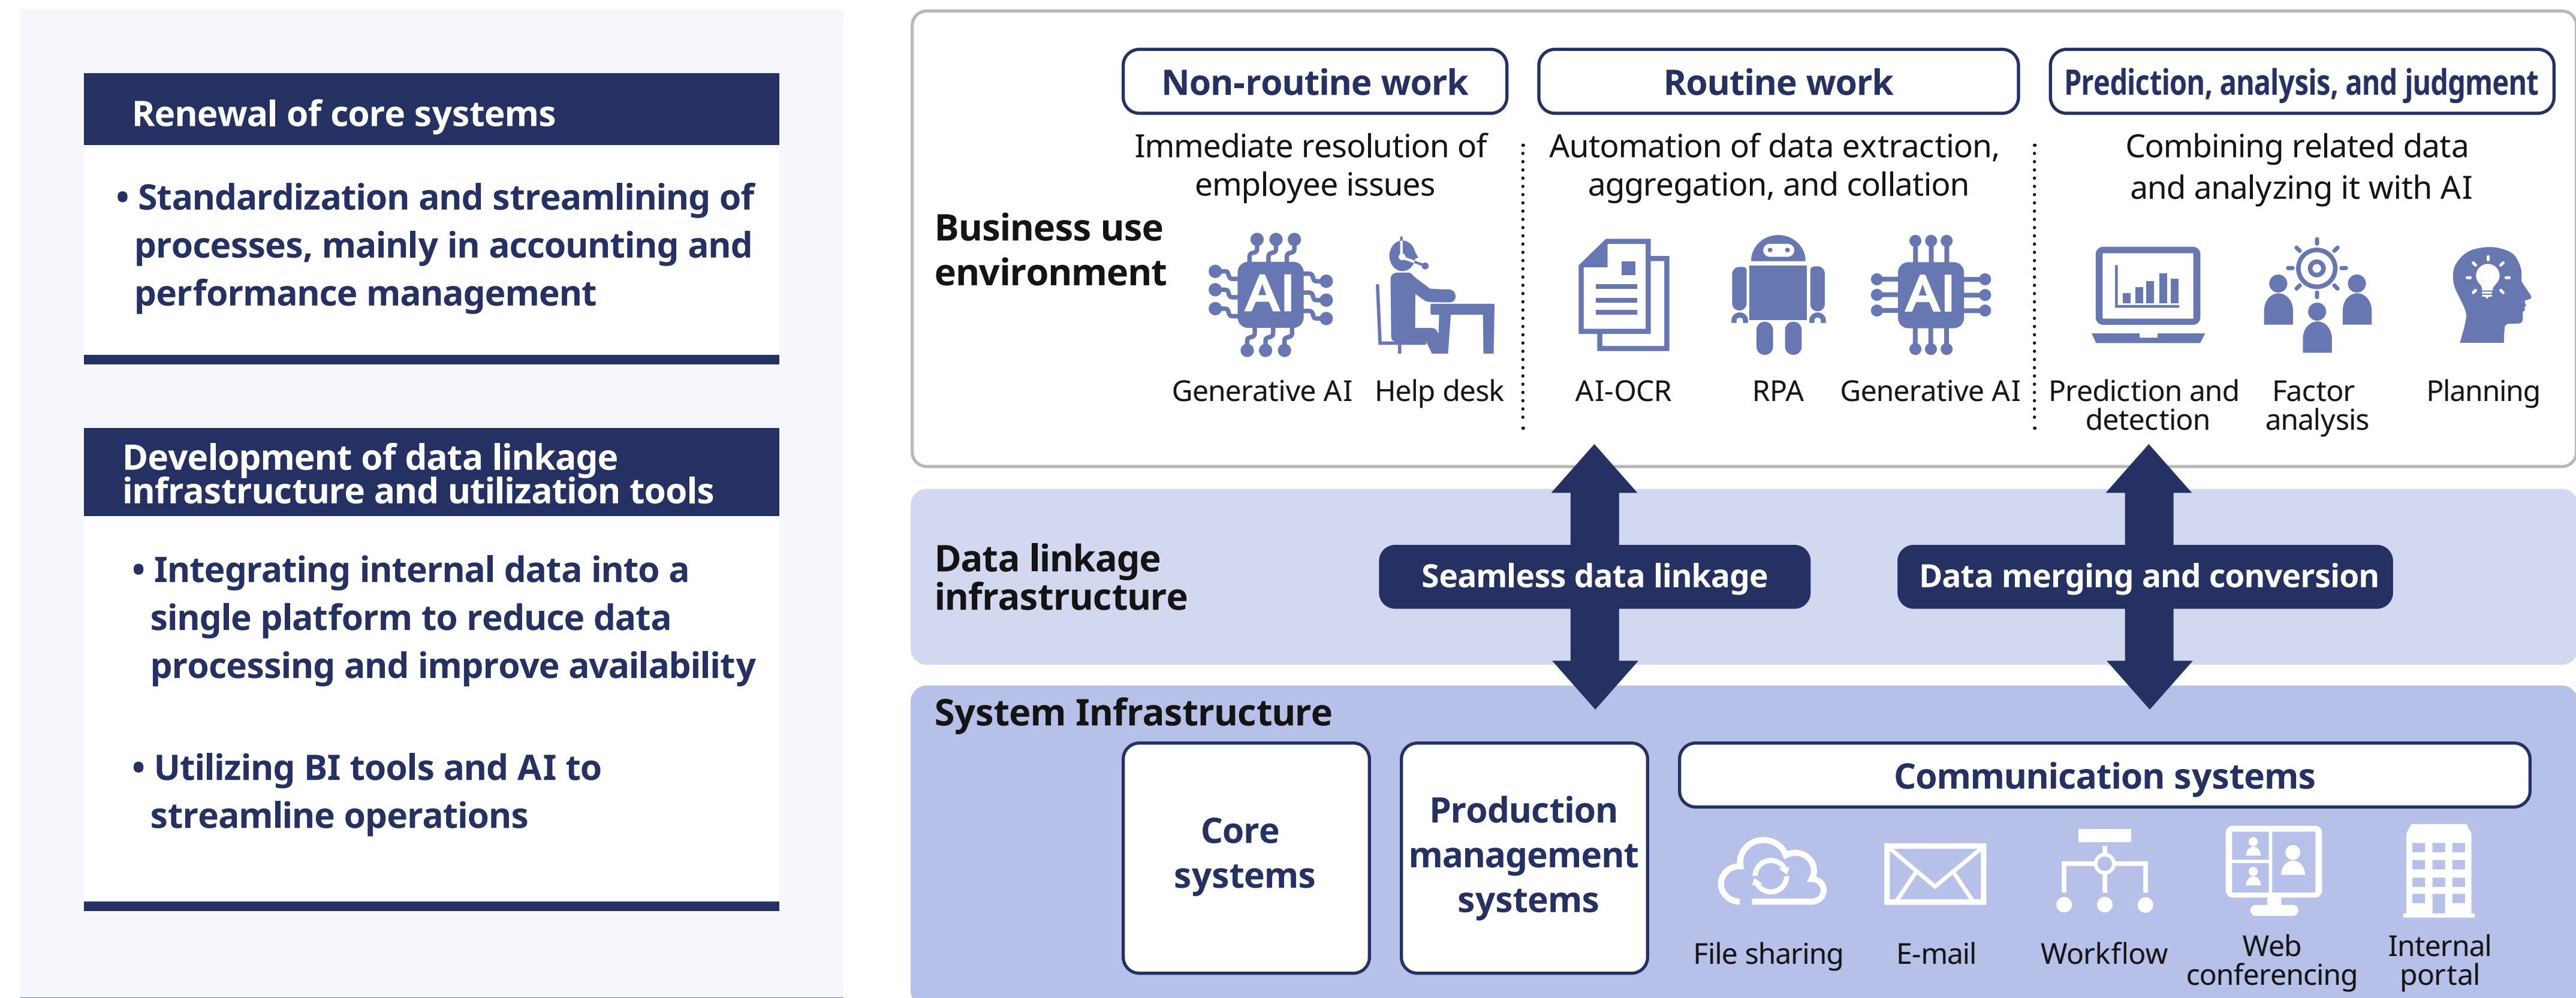 Renewal of core systems
• Standardization and streamlining of
processes, mainly in accounting and
performance management
Development of data linkage
infrastructure and utilization tools
• Integrating internal data into a
single platform to reduce data
processing and improve availability
• Utilizing BI tools and AI to
streamline operations
Business use
environment
Non-routine work
Immediate resolution of
employee issues
AI
Generative AI
Help desk
Routine work
Automation of data extraction,
aggregation, and collation
AI-OCR
RPA
AI
Generative AI
Prediction, analysis, and judgment
Combining related data
and analyzing it with AI
Prediction and
detection
Factor
analysis
Planning
Data linkage
infrastructure
Seamless data linkage
Data merging and conversion
System Infrastructure
Core
systems
Production
management
systems
Communication systems
File sharing
E-mail
Workflow
Web
conferencing
Internal
portal